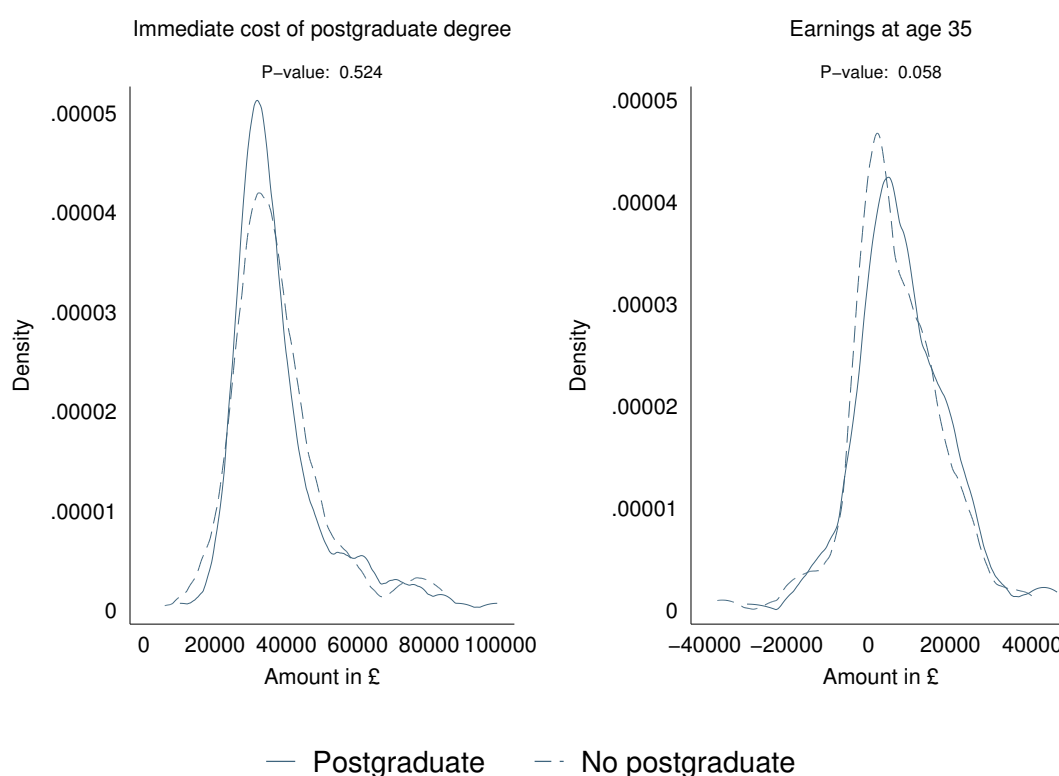 Immediate cost of postgraduate degree
P−value: 0.524
.00005
.00004
.00003
.00002
.00001
0
Density
0 20000 40000 60000 80000 100000
Amount in £
Earnings at age 35
P−value: 0.058
.00005
.00004
.00003
.00002
.00001
0
Density
−40000 −20000 0 20000 40000
Amount in £
Postgraduate No postgraduate